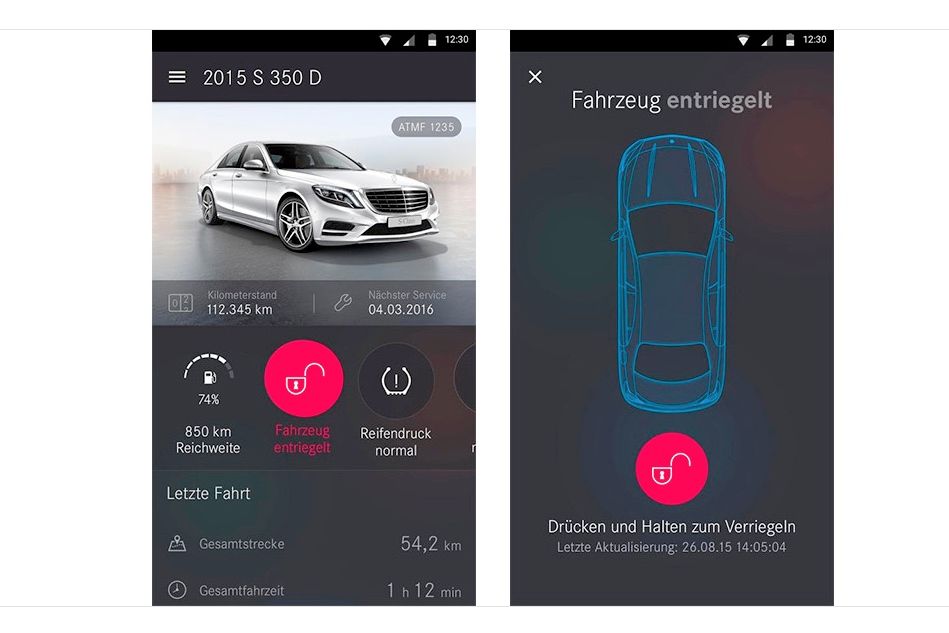 12:30
2015 S 350 D
ATMF 1235
S-Class
Kilometerstand
112.345 km
Nächster Service
04.03.2016
74%
850 km
Reichweite
Fahrzeug
entriegelt
Reifendruck
normal
Letzte Fahrt
Gesamtstrecke
54,2 km
Gesamtfahrzeit
1 h 12 min
12:30
Fahrzeug entriegelt
Drücken und Halten zum Verriegeln
Letzte Aktualisierung: 26.08.15 14:05:04